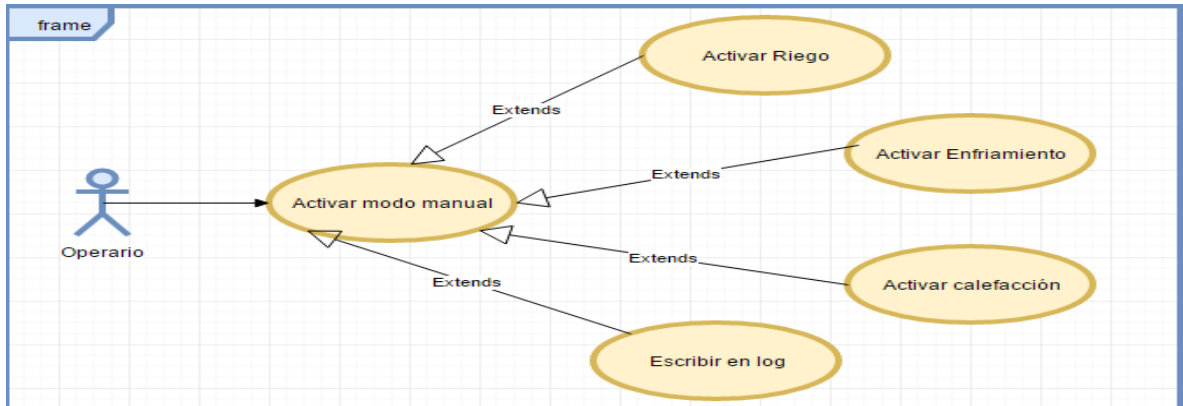 frame
Activar Riego
Extends
Activar Enfriamiento
Extends
Activar modo manual
Operario
Extends
Activar calefacción
Extends
Escribir en log